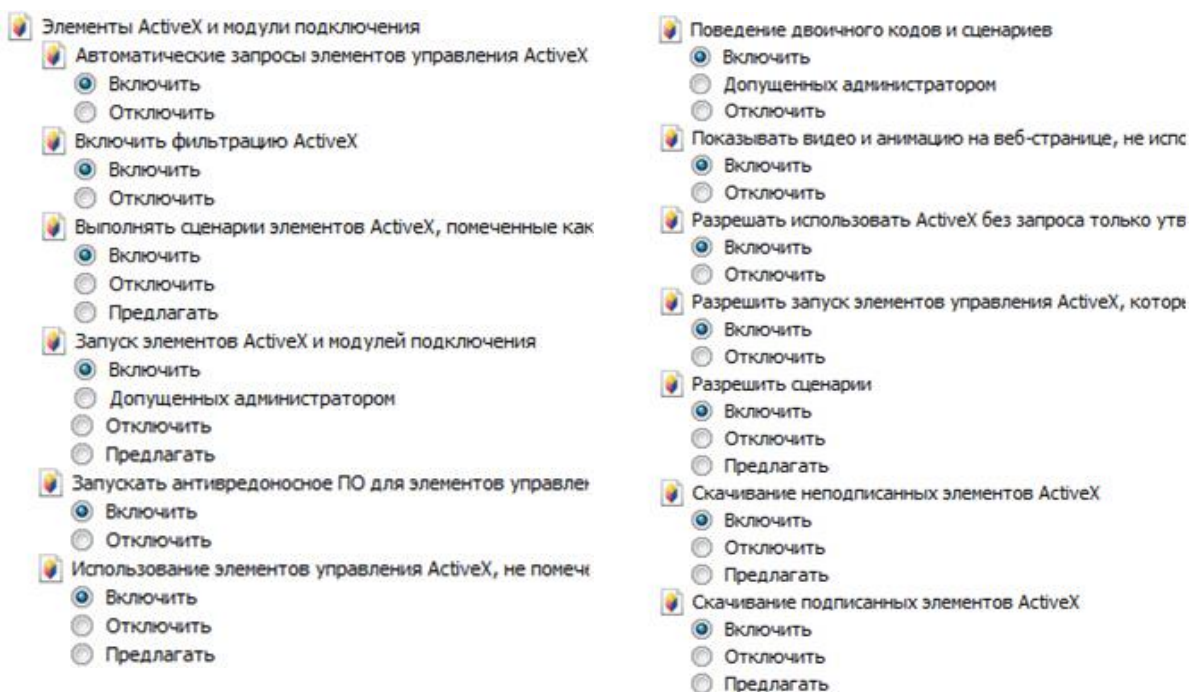 Элементы ActiveX и модули подключения
Автоматические запросы элементов управления ActiveX
Включить
Отключить
Включить фильтрацию ActiveX
Включить
Отключить
Выполнять сценарии элементов ActiveX, помеченные как
Включить
Отключить
Предлагать
Запуск элементов ActiveX и модулей подключения
Включить
Допущенных администратором
Отключить
Предлагать
Запускать антивредоносное ПО для элементов управлен
Включить
Отключить
Использование элементов управления ActiveX, не помече
Включить
Отключить
Предлагать
Поведение двоичного кодов и сценариев
Включить
Допущенных администратором
Отключить
Показывать видео и анимацию на веб-странице, не испо
Включить
Отключить
Разрешать использовать ActiveX без запроса только утв
Включить
Отключить
Разрешить запуск элементов управления ActiveX, которы
Включить
Отключить
Разрешить сценарии
Включить
Отключить
Предлагать
Скачивание неподписанных элементов ActiveX
Включить
Отключить
Предлагать
Скачивание подписанных элементов ActiveX
Включить
Отключить
Предлагать